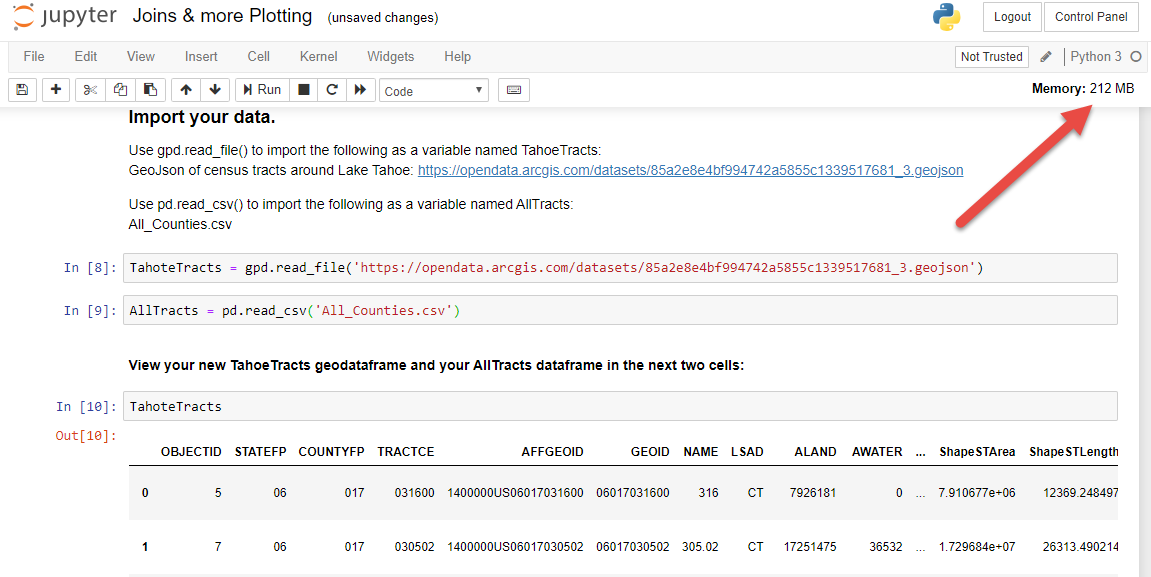 jupyter Joins & more Plotting (unsaved changes) Logout Control Panel
File Edit View Insert Cell Kernel Widgets Help Not Trusted Python 3
Run Code Memory: 212 MB
Import your data.
Use gpd.read_file() to import the following as a variable named TahoeTracts:
GeoJson of census tracts around Lake Tahoe: https://opendata.arcgis.com/datasets/85a2e8e4bf994742a5855c1339517681_3.geojson
Use pd.read_csv() to import the following as a variable named AllTracts:
All_Counties.csv
In [8]: TahoteTracts = gpd.read_file('https://opendata.arcgis.com/datasets/85a2e8e4bf994742a5855c1339517681_3.geojson')
In [9]: AllTracts = pd.read_csv('All_Counties.csv')
View your new TahoeTracts geodataframe and your AllTracts dataframe in the next two cells:
In [10]: TahoteTracts
Out[10]:
OBJECTID STATEFP COUNTYFP TRACTCE AFFGEOID GEOID NAME LSAD ALAND AWATER ... ShapeSTArea ShapeSTLength
0 5 06 017 031600 1400000US06017031600 06017031600 316 CT 7926181 0 ... 7.910677e+06 12369.248497
1 7 06 017 030502 1400000US06017030502 06017030502 305.02 CT 17251475 36532 ... 1.729684e+07 26313.490214